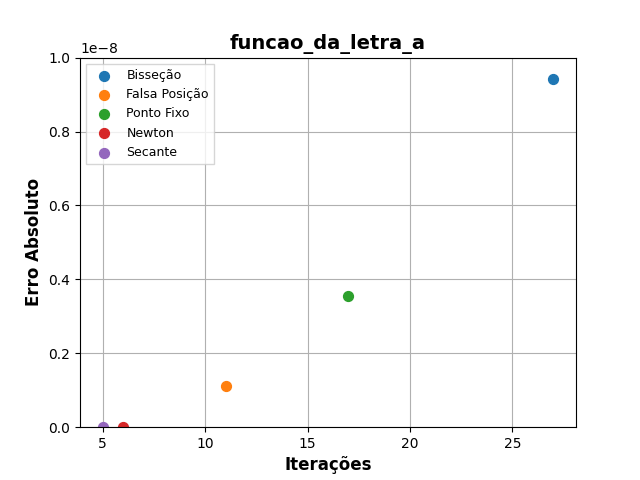 funcao_da_letra_a
1e−8
1.0
0.8
0.6
0.4
0.2
0.0
Erro Absoluto
Bisseção
Falsa Posição
Ponto Fixo
Newton
Secante
5 10 15 20 25
Iterações